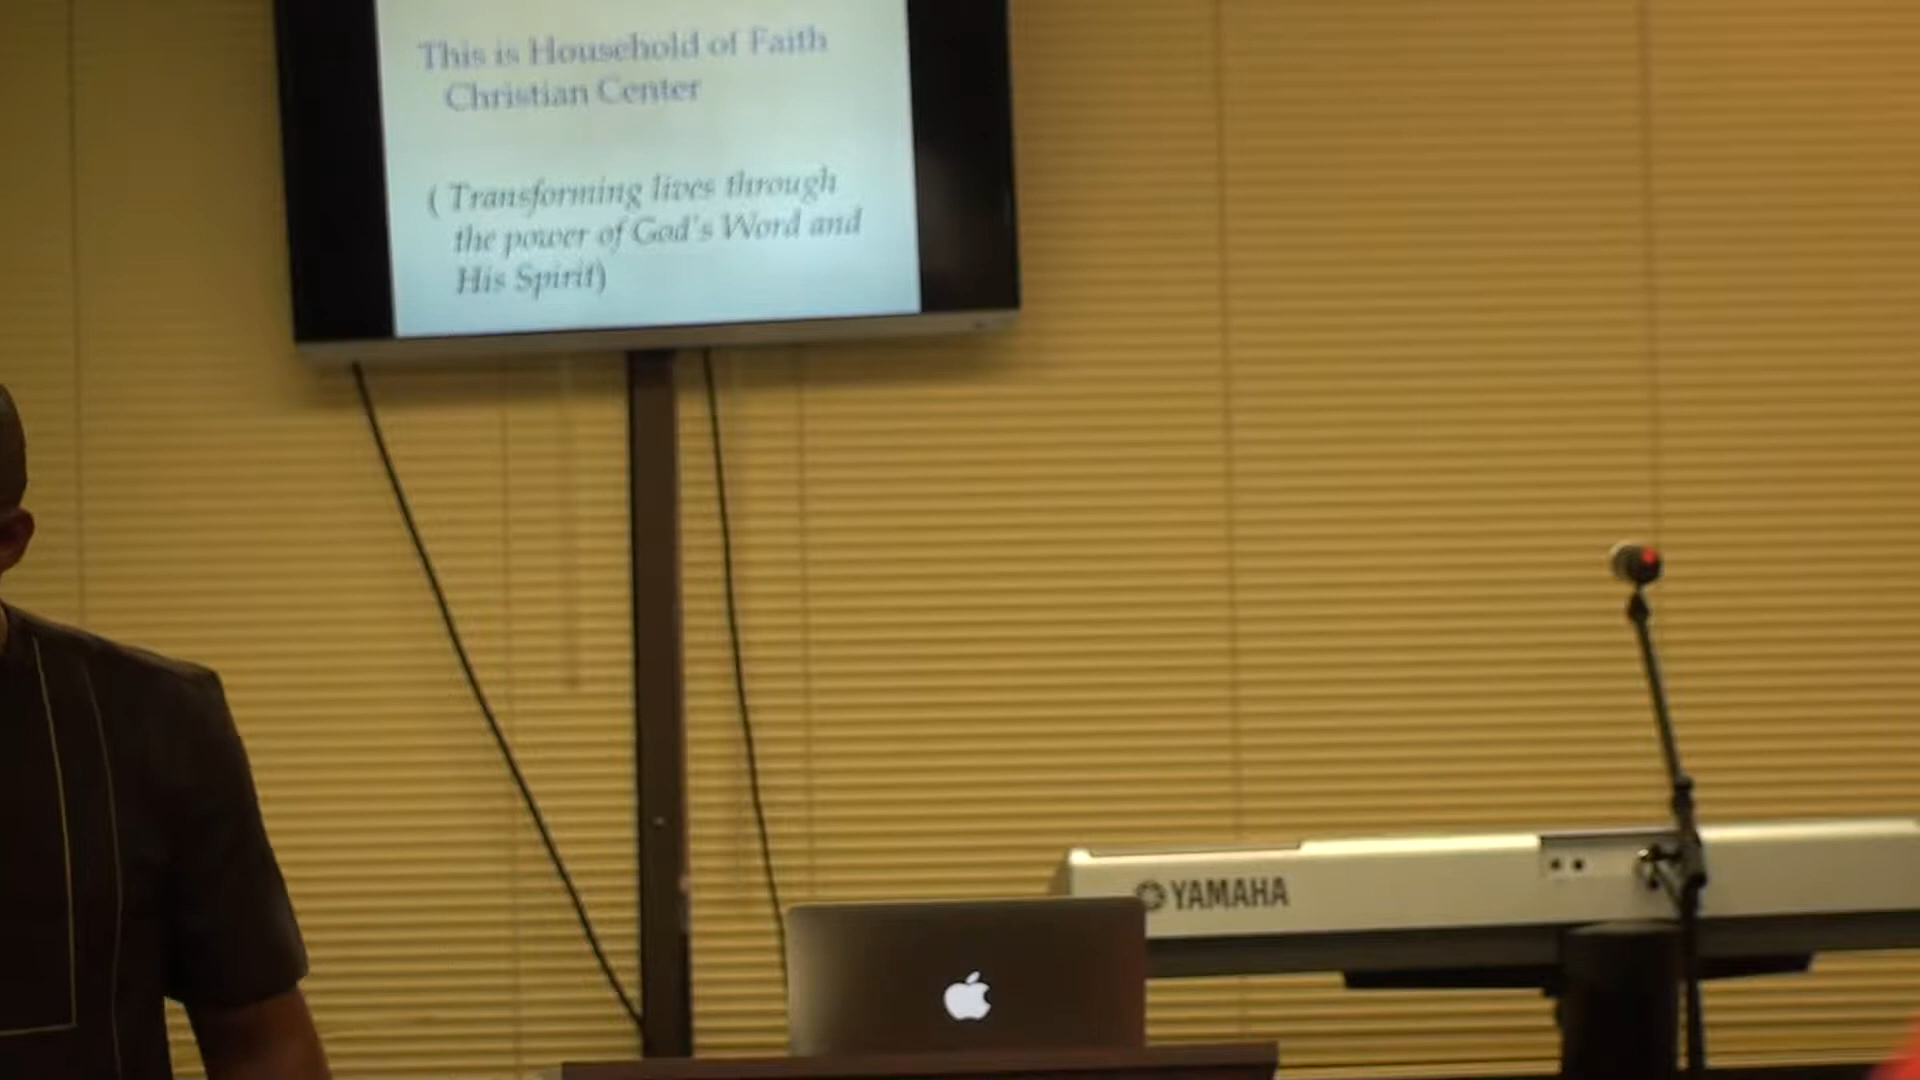 This is Household of Faith
Christian Center
( Transforming lives through
the power of God's Word and
His Spirit)
YAMAHA